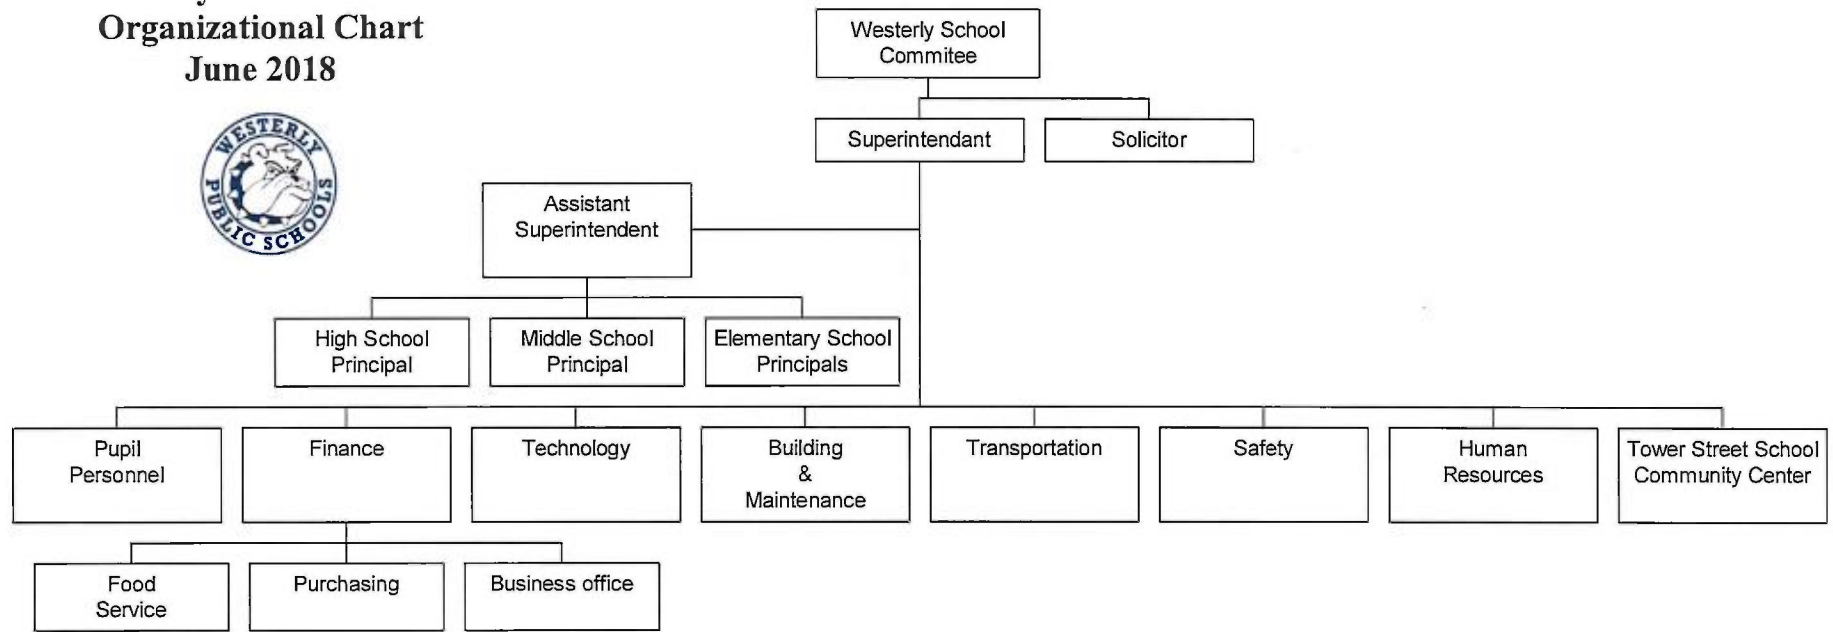 Organizational Chart
June 2018
WESTERLY
PUBLIC SCHOOLS
Westerly School
Commitee
Superintendant
Solicitor
Assistant
Superintendent
High School
Principal
Middle School
Principal
Elementary School
Principals
Pupil
Personnel
Finance
Technology
Building
&
Maintenance
Transportation
Safety
Human
Resources
Tower Street School
Community Center
Food
Service
Purchasing
Business office